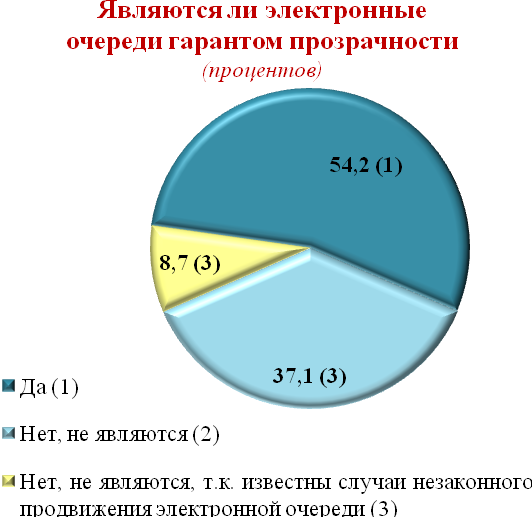 Являются ли электронные
очереди гарантом прозрачности
(процентов)
54,2 (1)
8,7 (3)
37,1 (3)
Да (1)
Нет, не являются (2)
Нет, не являются, т.к. известны случаи незаконного
продвижения электронной очереди (3)